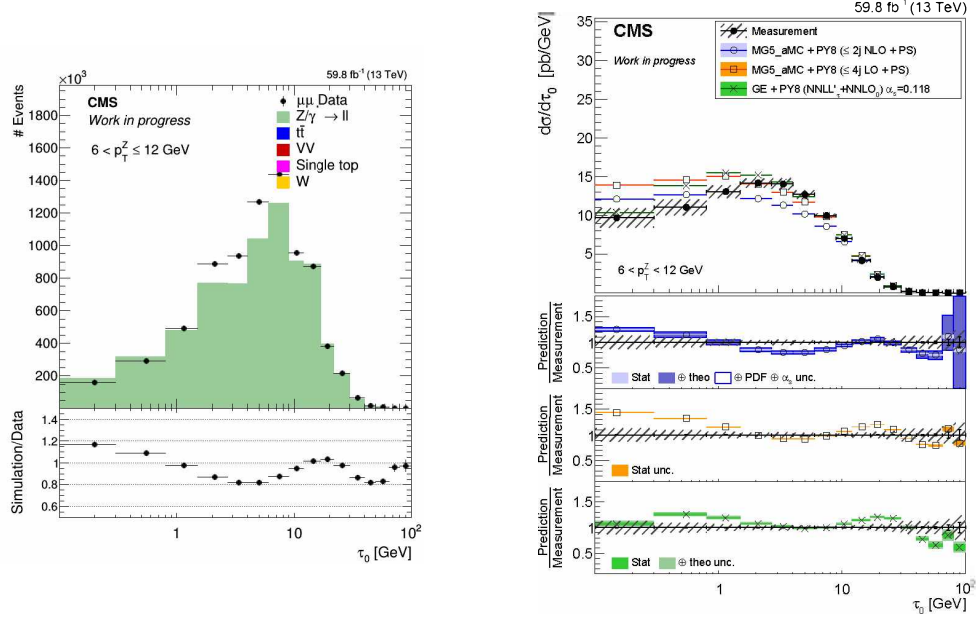 ×10³
59.8 fb⁻¹ (13 TeV)
# Events
CMS
Work in progress
6 < p_T^Z ≤ 12 GeV
μμ Data
Z/γ → ll
tt̄
VV
Single top
W
1800
1600
1400
1200
1000
800
600
400
200
Simulation/Data
1.4
1.2
1
0.8
0.6
1
10
10²
τ₀ [GeV]
59.8 fb⁻¹ (13 TeV)
dσ/dτ₀ [pb/GeV]
CMS
Work in progress
Measurement
MG5_aMC + PY8 (≤ 2j NLO + PS)
MG5_aMC + PY8 (≤ 4j LO + PS)
GE + PY8 (NNLL'_τ+NNLO₀) α_s=0.118
35
30
25
20
15
10
5
6 < p_T^Z < 12 GeV
Prediction
Measurement
1.5
1
0.5
Stat
⊕ theo
⊕ PDF ⊕ α_s unc.
Prediction
Measurement
1.5
1
0.5
Stat unc.
Prediction
Measurement
1.5
1
0.5
Stat
⊕ theo unc.
1
10
10²
τ₀ [GeV]